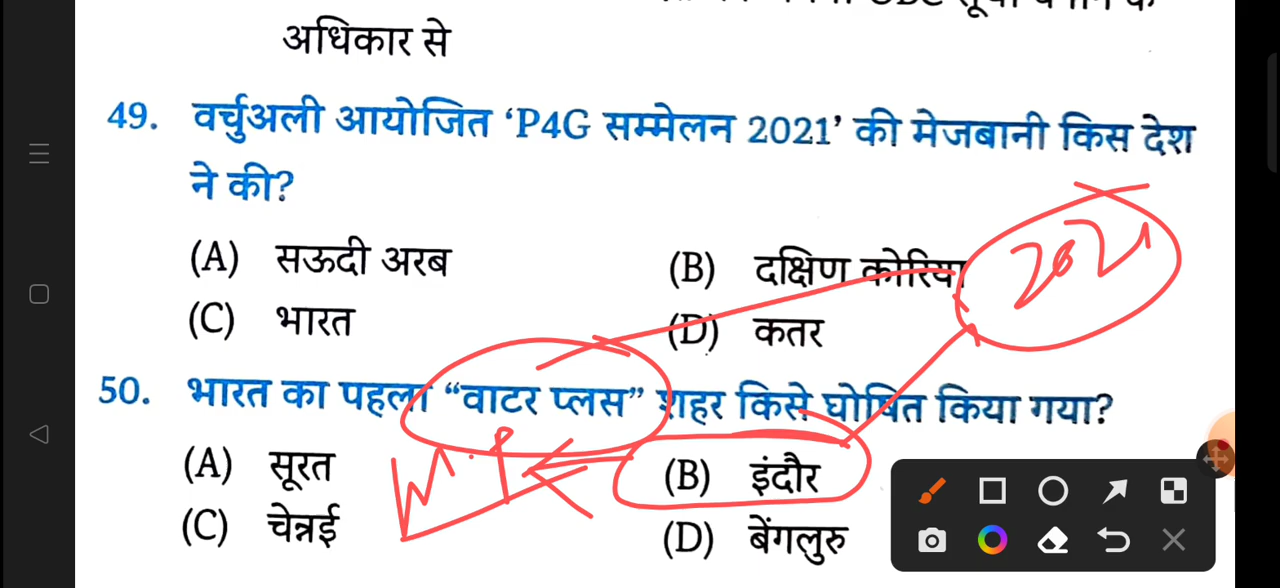 अधिकार से
49. वर्चुअली आयोजित ‘P4G सम्मेलन 2021’ की मेजबानी किस देश
ने की?
(A) सऊदी अरब (B) दक्षिण कोरिया
(C) भारत (D) कतर
2021
50. भारत का पहला “वाटर प्लस” शहर किसे घोषित किया गया?
(A) सूरत (B) इंदौर
(C) चेन्नई (D) बेंगलुरु